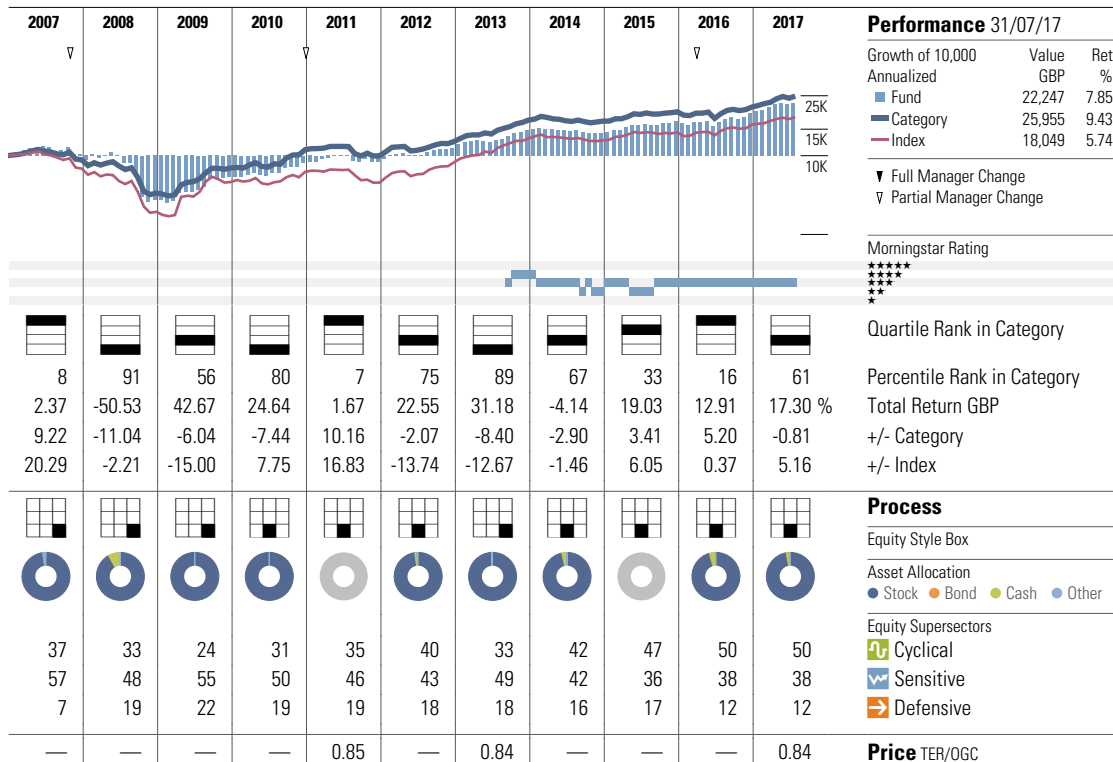 2007 2008 2009 2010 2011 2012 2013 2014 2015 2016 2017
25K
15K
10K
Performance 31/07/17
Growth of 10,000 Value Ret
Annualized GBP %
Fund 22,247 7.85
Category 25,955 9.43
Index 18,049 5.74
▼ Full Manager Change
▽ Partial Manager Change
Morningstar Rating
★★★★★
★★★★
★★★
★★
★
Quartile Rank in Category
8 91 56 80 7 75 89 67 33 16 61 Percentile Rank in Category
2.37 -50.53 42.67 24.64 1.67 22.55 31.18 -4.14 19.03 12.91 17.30 % Total Return GBP
9.22 -11.04 -6.04 -7.44 10.16 -2.07 -8.40 -2.90 3.41 5.20 -0.81 +/- Category
20.29 -2.21 -15.00 7.75 16.83 -13.74 -12.67 -1.46 6.05 0.37 5.16 +/- Index
Process
Equity Style Box
Asset Allocation
Stock Bond Cash Other
Equity Supersectors
37 33 24 31 35 40 33 42 47 50 50 Cyclical
57 48 55 50 46 43 49 42 36 38 38 Sensitive
7 19 22 19 19 18 18 16 17 12 12 Defensive
— — — — 0.85 — 0.84 — — — 0.84 Price TER/OGC